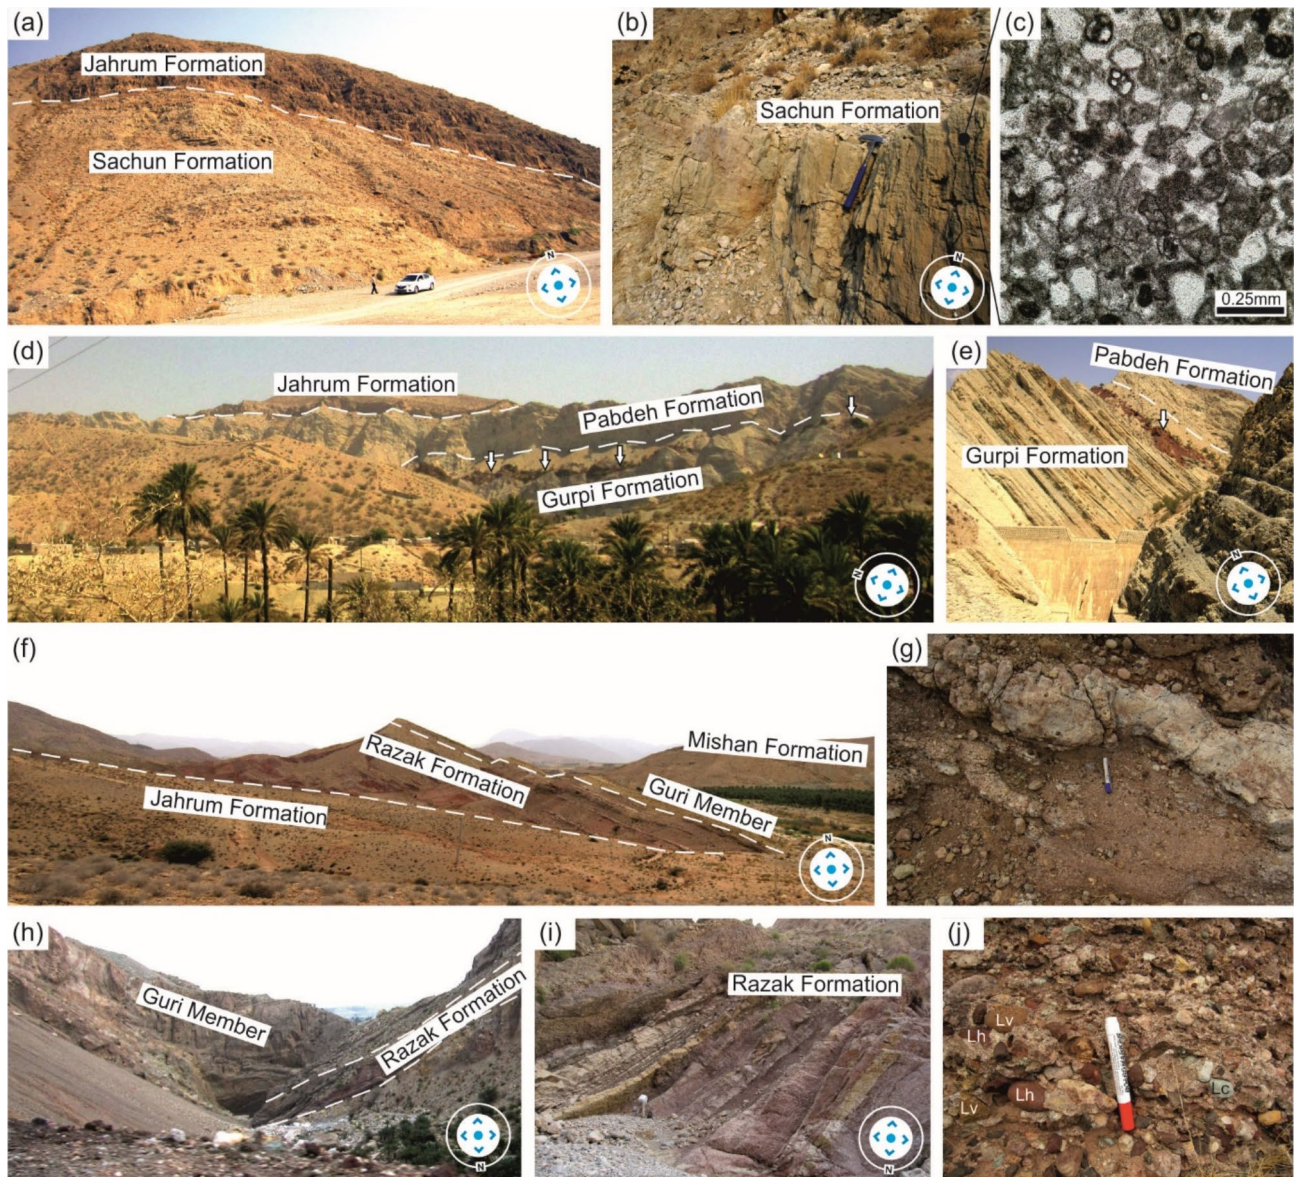 (a)
Jahrum Formation
Sachun Formation
N
(b)
Sachun Formation
N
(c)
0.25mm
(d)
Jahrum Formation
Pabdeh Formation
Gurpi Formation
N
(e)
Pabdeh Formation
Gurpi Formation
N
(f)
Mishan Formation
Razak Formation
Guri Member
Jahrum Formation
N
(g)
(h)
Guri Member
Razak Formation
N
(i)
Razak Formation
N
(j)
Lv
Lh
Lh
Lc
Lv